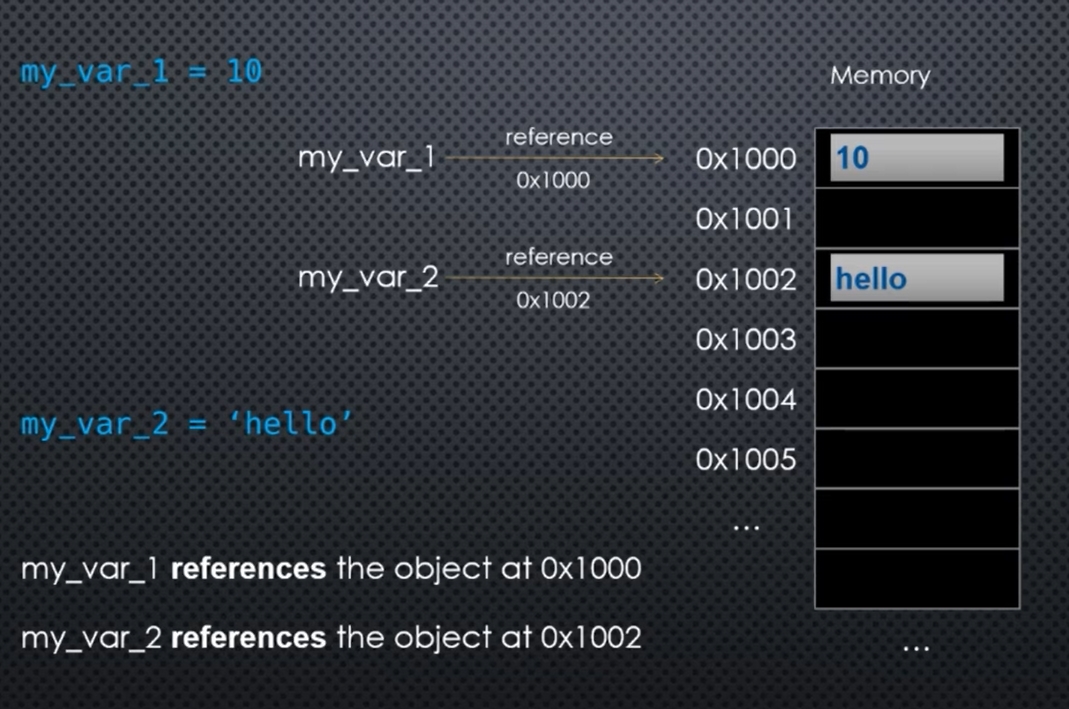 my_var_1 = 10
Memory
my_var_1
reference
0x1000
0x1000
10
0x1001
my_var_2
reference
0x1002
0x1002
hello
0x1003
0x1004
my_var_2 = ‘hello’
0x1005
...
my_var_1 references the object at 0x1000
my_var_2 references the object at 0x1002
...